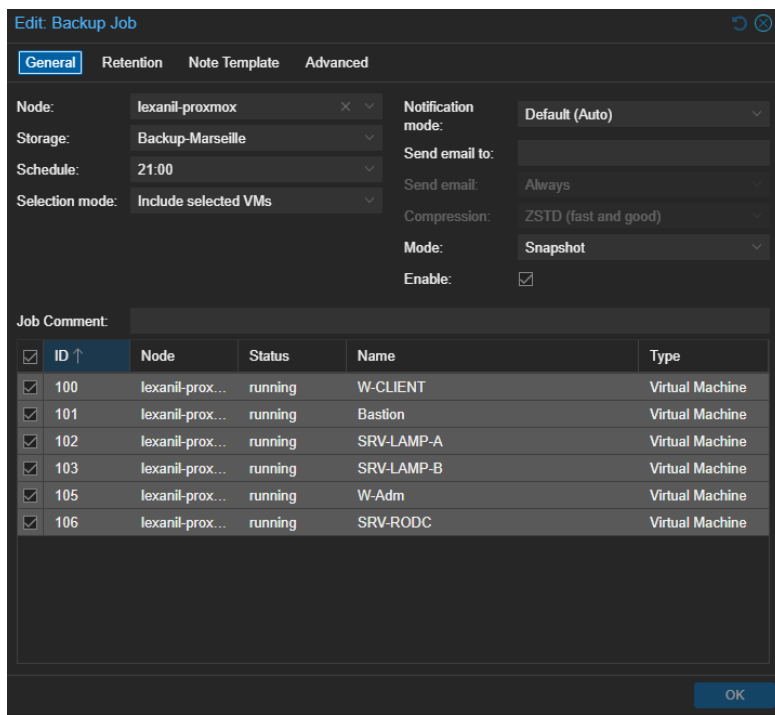 Edit: Backup Job
General Retention Note Template Advanced
Node: lexanil-proxmox
Storage: Backup-Marseille
Schedule: 21:00
Selection mode: Include selected VMs
Notification mode: Default (Auto)
Send email to:
Send email: Always
Compression: ZSTD (fast and good)
Mode: Snapshot
Enable:
Job Comment:
ID Node Status Name Type
100 lexanil-prox... running W-CLIENT Virtual Machine
101 lexanil-prox... running Bastion Virtual Machine
102 lexanil-prox... running SRV-LAMP-A Virtual Machine
103 lexanil-prox... running SRV-LAMP-B Virtual Machine
105 lexanil-prox... running W-Adm Virtual Machine
106 lexanil-prox... running SRV-RODC Virtual Machine
OK